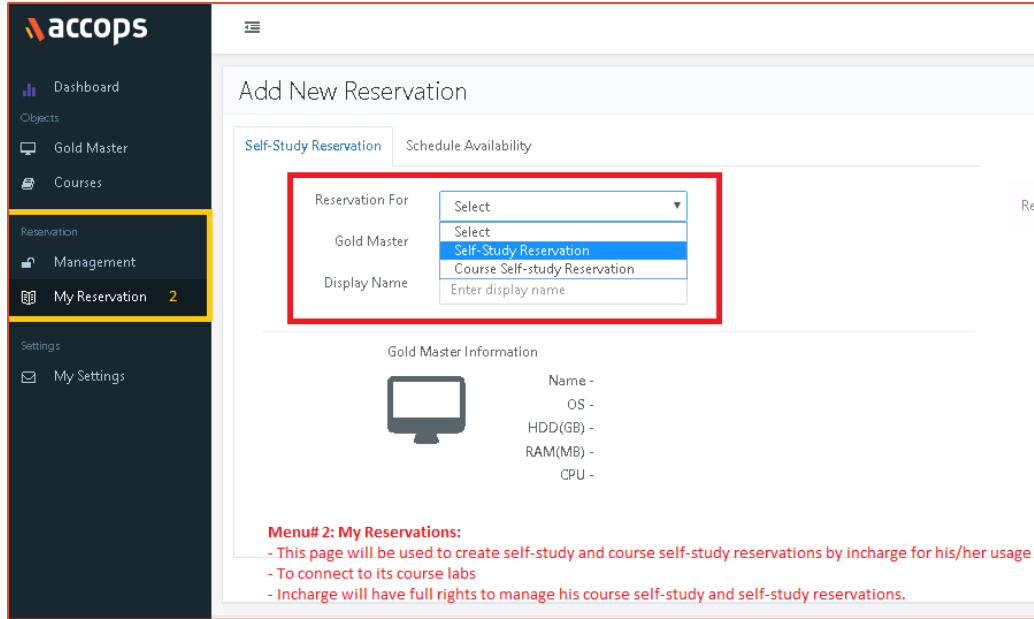 accops
Dashboard
Objects
Gold Master
Courses
Reservation
Management
My Reservation 2
Settings
My Settings
Add New Reservation
Self-Study Reservation Schedule Availability
Reservation For Select
Select
Gold Master Self-Study Reservation
Course Self-study Reservation
Display Name Enter display name
Gold Master Information
Name -
OS -
HDD(GB) -
RAM(MB) -
CPU -
Menu# 2: My Reservations:
- This page will be used to create self-study and course self-study reservations by incharge for his/her usage
- To connect to its course labs
- Incharge will have full rights to manage his course self-study and self-study reservations.